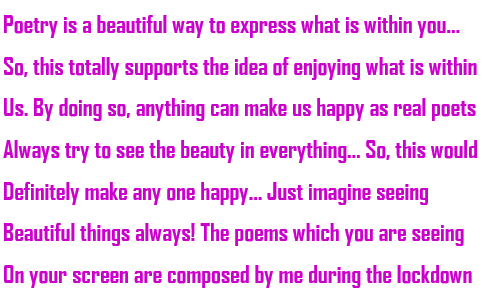 Poetry is a beautiful way to express what is within you...
So, this totally supports the idea of enjoying what is within
Us. By doing so, anything can make us happy as real poets
Always try to see the beauty in everything... So, this would
Definitely make any one happy... Just imagine seeing
Beautiful things always! The poems which you are seeing
On your screen are composed by me during the lockdown